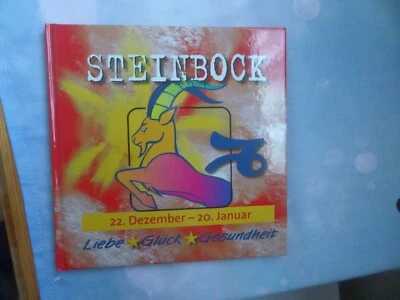 STEINBOCK
22. Dezember – 20. Januar
Liebe ★ Glück ★ Gesundheit